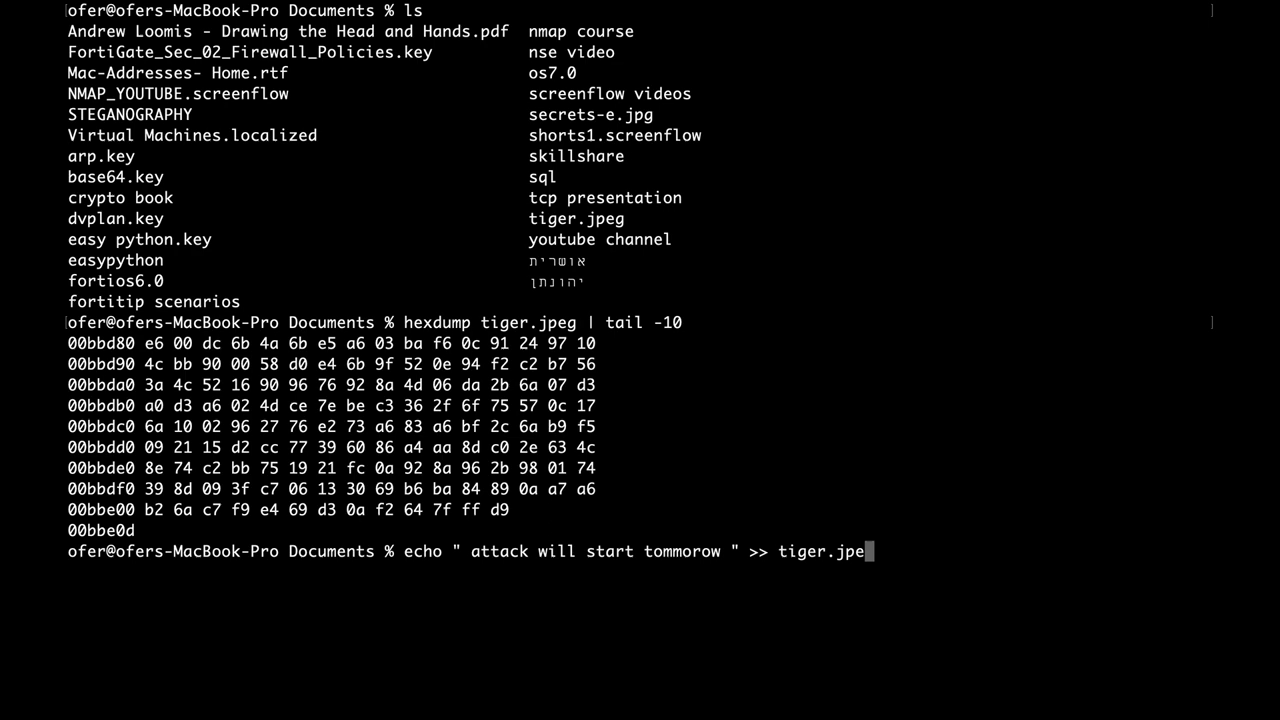 ofer@ofers-MacBook-Pro Documents % ls
Andrew Loomis - Drawing the Head and Hands.pdf nmap course
FortiGate_Sec_02_Firewall_Policies.key nse video
Mac-Addresses- Home.rtf os7.0
NMAP_YOUTUBE.screenflow screenflow videos
STEGANOGRAPHY secrets-e.jpg
Virtual Machines.localized shorts1.screenflow
arp.key skillshare
base64.key sql
crypto book tcp presentation
dvplan.key tiger.jpeg
easy python.key youtube channel
easypython אושרית
fortios6.0 יהונתן
fortitip scenarios
ofer@ofers-MacBook-Pro Documents % hexdump tiger.jpeg | tail -10
00bbd80 e6 00 dc 6b 4a 6b e5 a6 03 ba f6 0c 91 24 97 10
00bbd90 4c bb 90 00 58 d0 e4 6b 9f 52 0e 94 f2 c2 b7 56
00bbda0 3a 4c 52 16 90 96 76 92 8a 4d 06 da 2b 6a 07 d3
00bbdb0 a0 d3 a6 02 4d ce 7e be c3 36 2f 6f 75 57 0c 17
00bbdc0 6a 10 02 96 27 76 e2 73 a6 83 a6 bf 2c 6a b9 f5
00bbdd0 09 21 15 d2 cc 77 39 60 86 a4 aa 8d c0 2e 63 4c
00bbde0 8e 74 c2 bb 75 19 21 fc 0a 92 8a 96 2b 98 01 74
00bbdf0 39 8d 09 3f c7 06 13 30 69 b6 ba 84 89 0a a7 a6
00bbe00 b2 6a c7 f9 e4 69 d3 0a f2 64 7f ff d9
00bbe0d
ofer@ofers-MacBook-Pro Documents % echo " attack will start tommorow " >> tiger.jpe